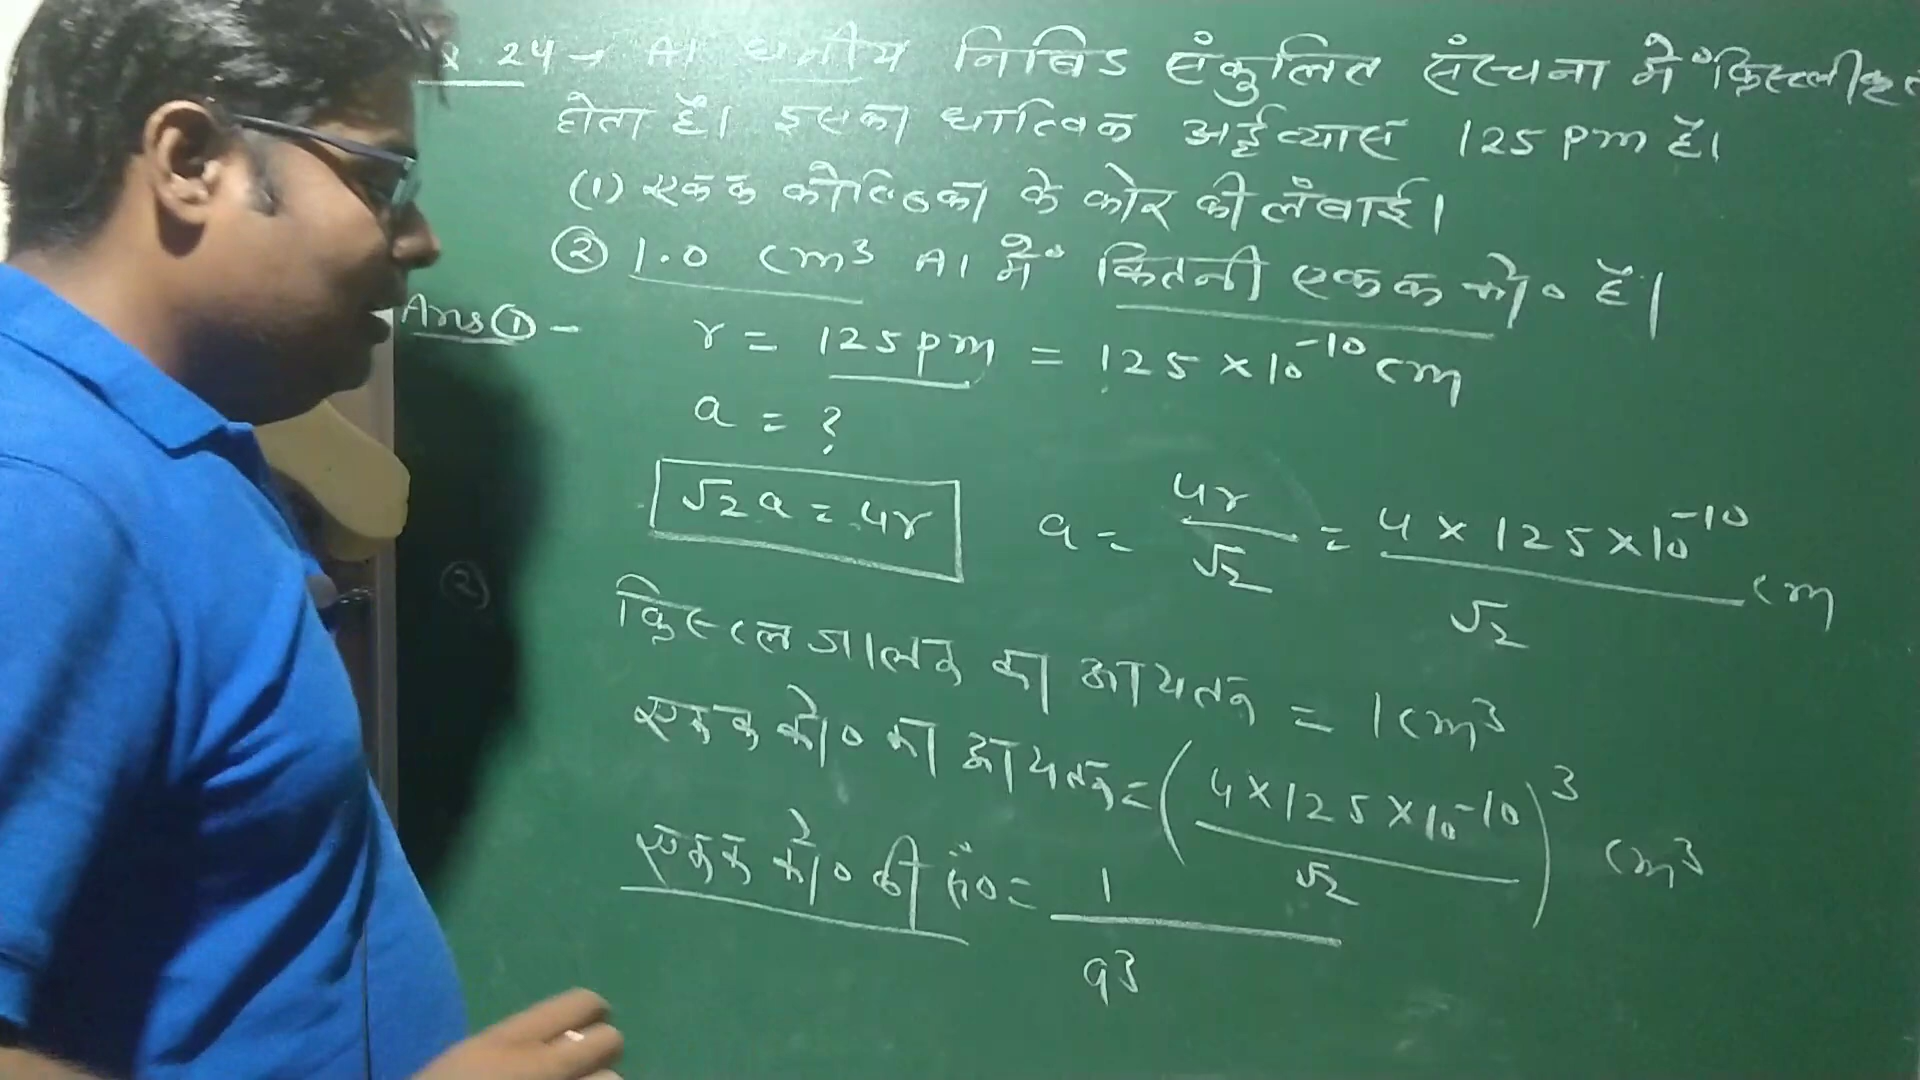 24 → Al घनीय निबिड संकुलित संरचना में क्रिस्टलीकृत
होता है। इसका धात्विक अर्द्धव्यास 125 pm है।
(1) एकक कोष्ठिका के कोर की लंबाई।
② 1.0 cm³ Al में कितनी एकक को० है।
Ans ① - r = 125 pm = 125 × 10⁻¹⁰ cm
a = ?
√2 a = 4r a = 4r/√2 = 4 × 125 × 10⁻¹⁰/√2 cm
(2)
क्रिस्टल जालक का आयतन = 1 cm³
एकक को० का आयतन = (4 × 125 × 10⁻¹⁰/√2)³ cm³
एकक को० की सं० = 1/a³